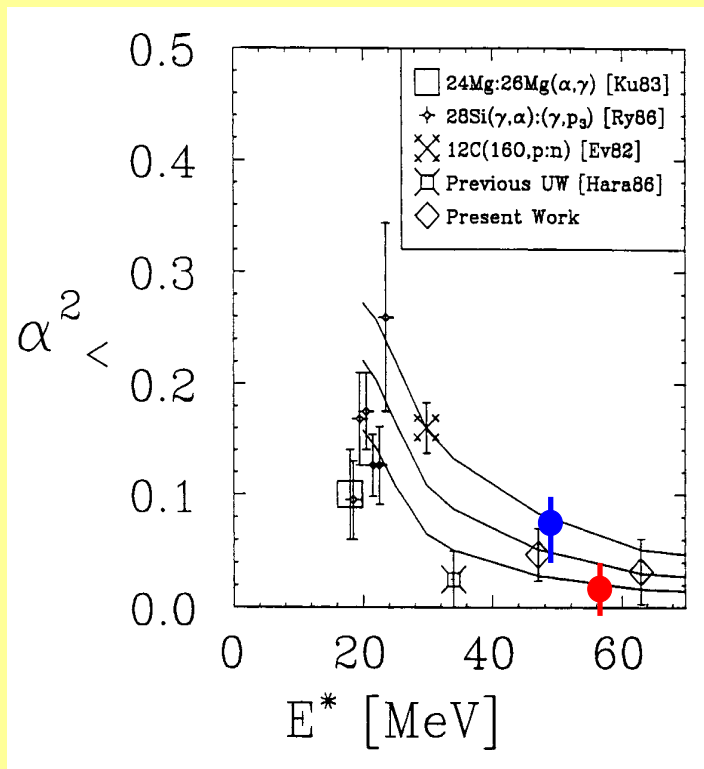 0.5
0.4
0.3
0.2
0.1
0.0
α²<
24Mg:26Mg(α,γ) [Ku83]
28Si(γ,α):(γ,p₃) [Ry86]
12C(160,p:n) [Ev82]
Previous UW [Hara86]
Present Work
0 20 40 60
E* [MeV]